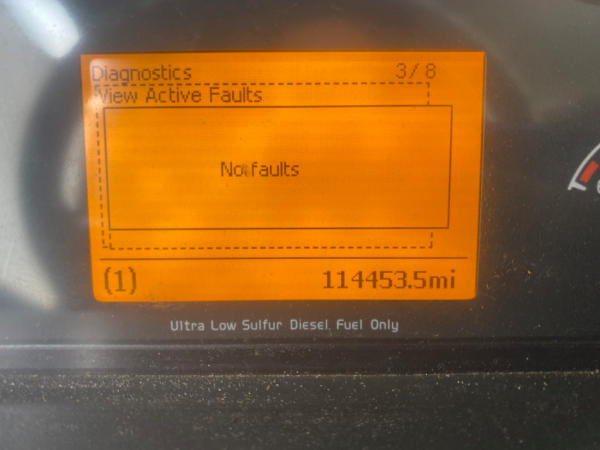 Diagnostics 3/8
View Active Faults
No faults
(1) 114453.5mi
Ultra Low Sulfur Diesel Fuel Only